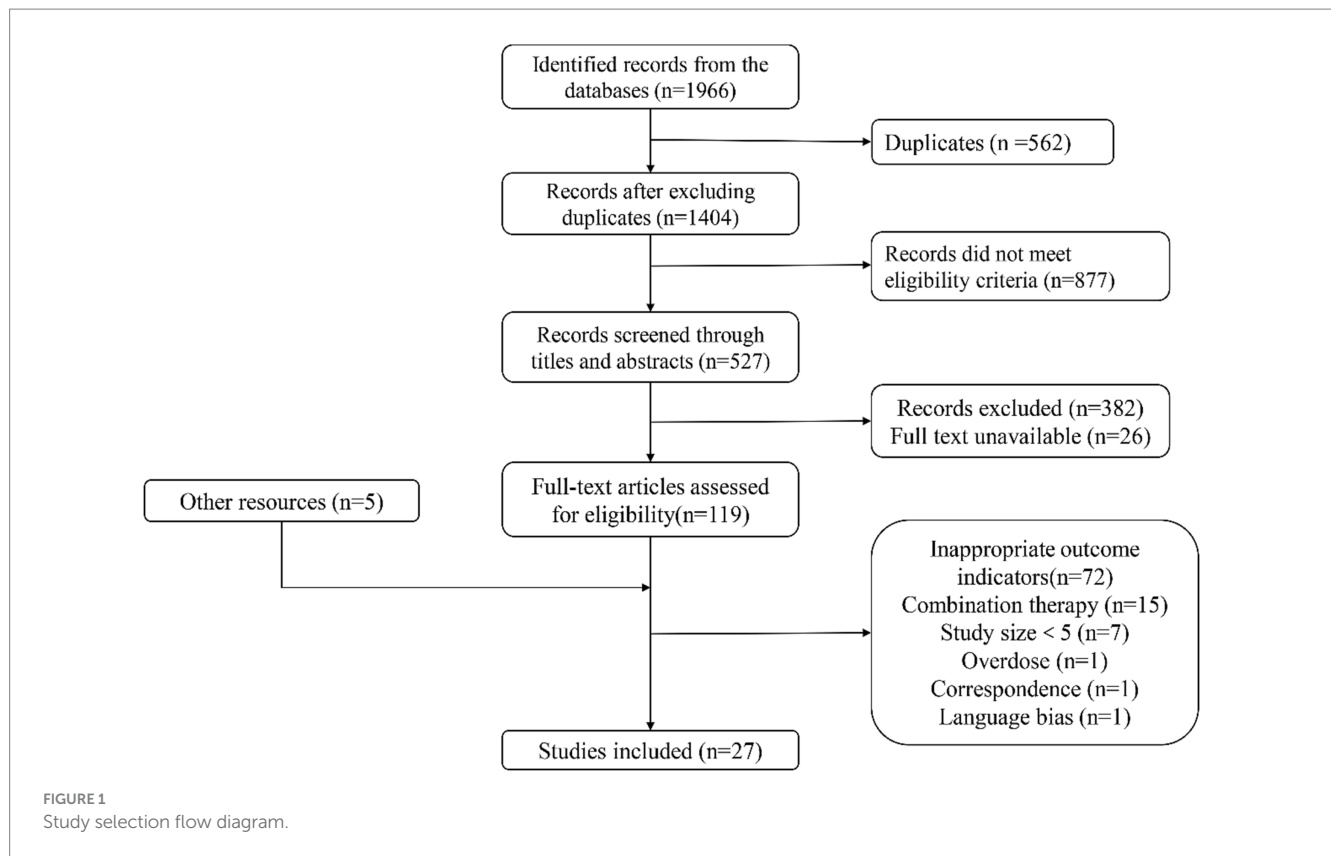 Identified records from the
databases (n=1966)
Duplicates (n =562)
Records after excluding
duplicates (n=1404)
Records did not meet
eligibility criteria (n=877)
Records screened through
titles and abstracts (n=527)
Records excluded (n=382)
Full text unavailable (n=26)
Other resources (n=5)
Full-text articles assessed
for eligibility(n=119)
Inappropriate outcome
indicators(n=72)
Combination therapy (n=15)
Study size < 5 (n=7)
Overdose (n=1)
Correspondence (n=1)
Language bias (n=1)
Studies included (n=27)
FIGURE 1
Study selection flow diagram.